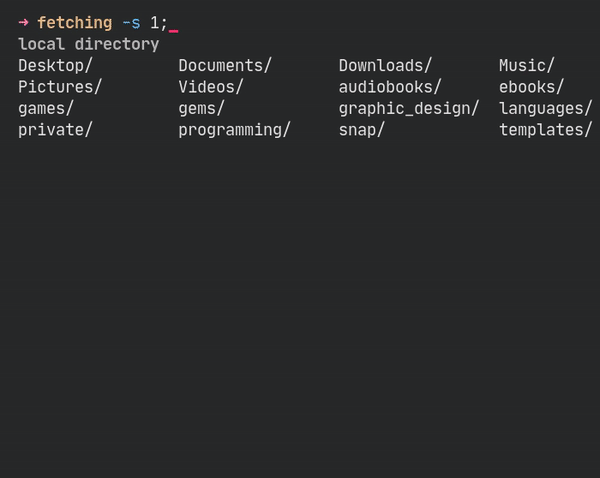 ➜ fetching -s 1;
local directory
Desktop/ Documents/ Downloads/ Music/
Pictures/ Videos/ audiobooks/ ebooks/
games/ gems/ graphic_design/ languages/
private/ programming/ snap/ templates/